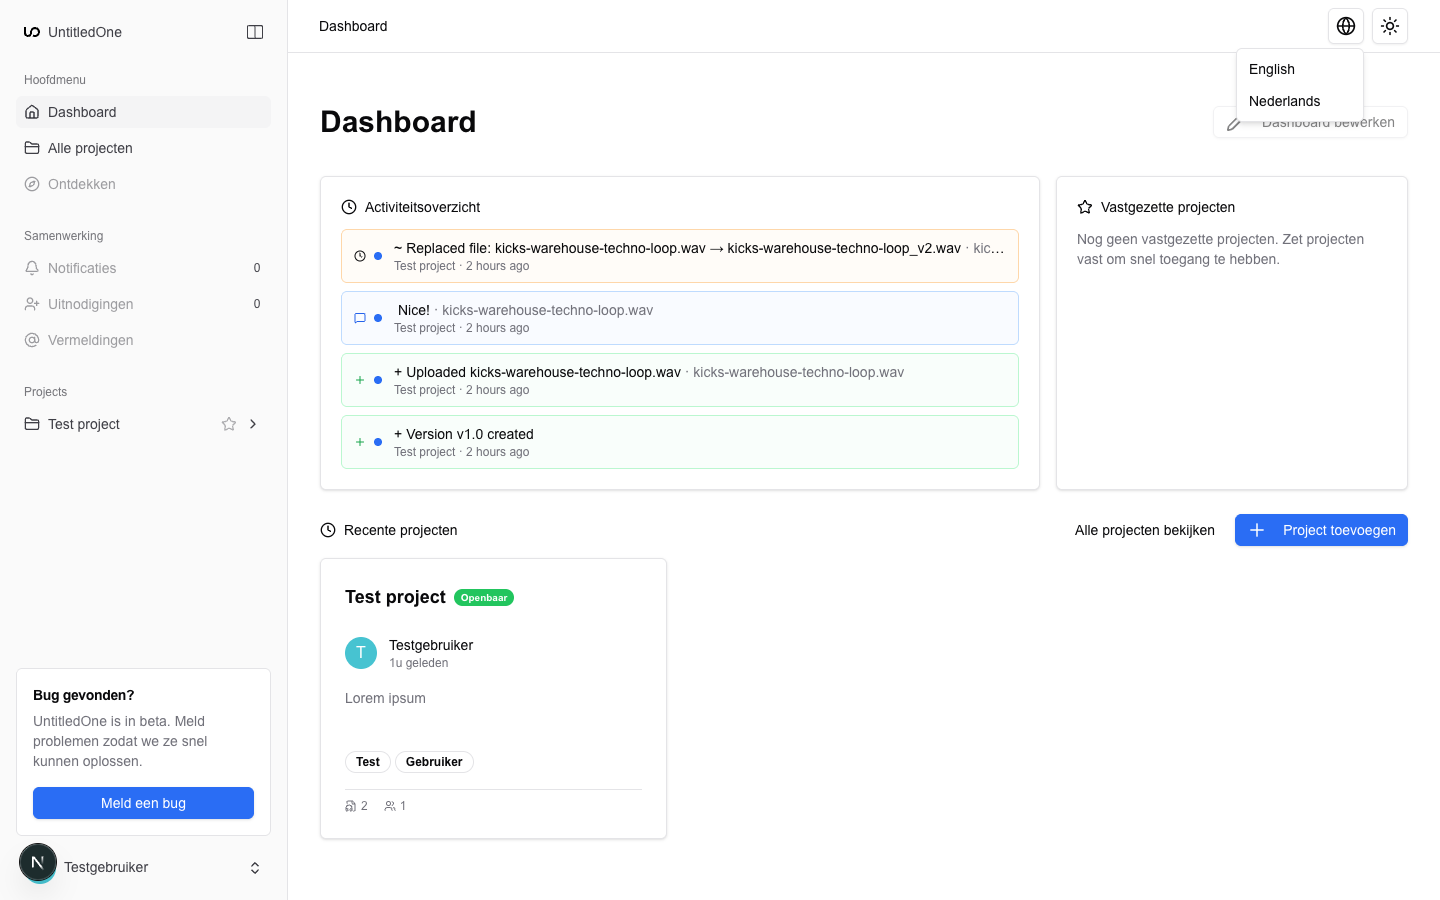 UntitledOne
Dashboard
English
Nederlands
Hoofdmenu
Dashboard
Alle projecten
Ontdekken
Samenwerking
Notificaties 0
Uitnodigingen 0
Vermeldingen
Projects
Test project
Dashboard
Dashboard bewerken
Activiteitsoverzicht
~ Replaced file: kicks-warehouse-techno-loop.wav → kicks-warehouse-techno-loop_v2.wav · kic…
Test project · 2 hours ago
Nice! · kicks-warehouse-techno-loop.wav
Test project · 2 hours ago
+ Uploaded kicks-warehouse-techno-loop.wav · kicks-warehouse-techno-loop.wav
Test project · 2 hours ago
+ Version v1.0 created
Test project · 2 hours ago
Vastgezette projecten
Nog geen vastgezette projecten. Zet projecten
vast om snel toegang te hebben.
Recente projecten
Alle projecten bekijken
Project toevoegen
Test project Openbaar
T
Testgebruiker
1u geleden
Lorem ipsum
Test Gebruiker
2 1
Bug gevonden?
UntitledOne is in beta. Meld
problemen zodat we ze snel
kunnen oplossen.
Meld een bug
N
Testgebruiker